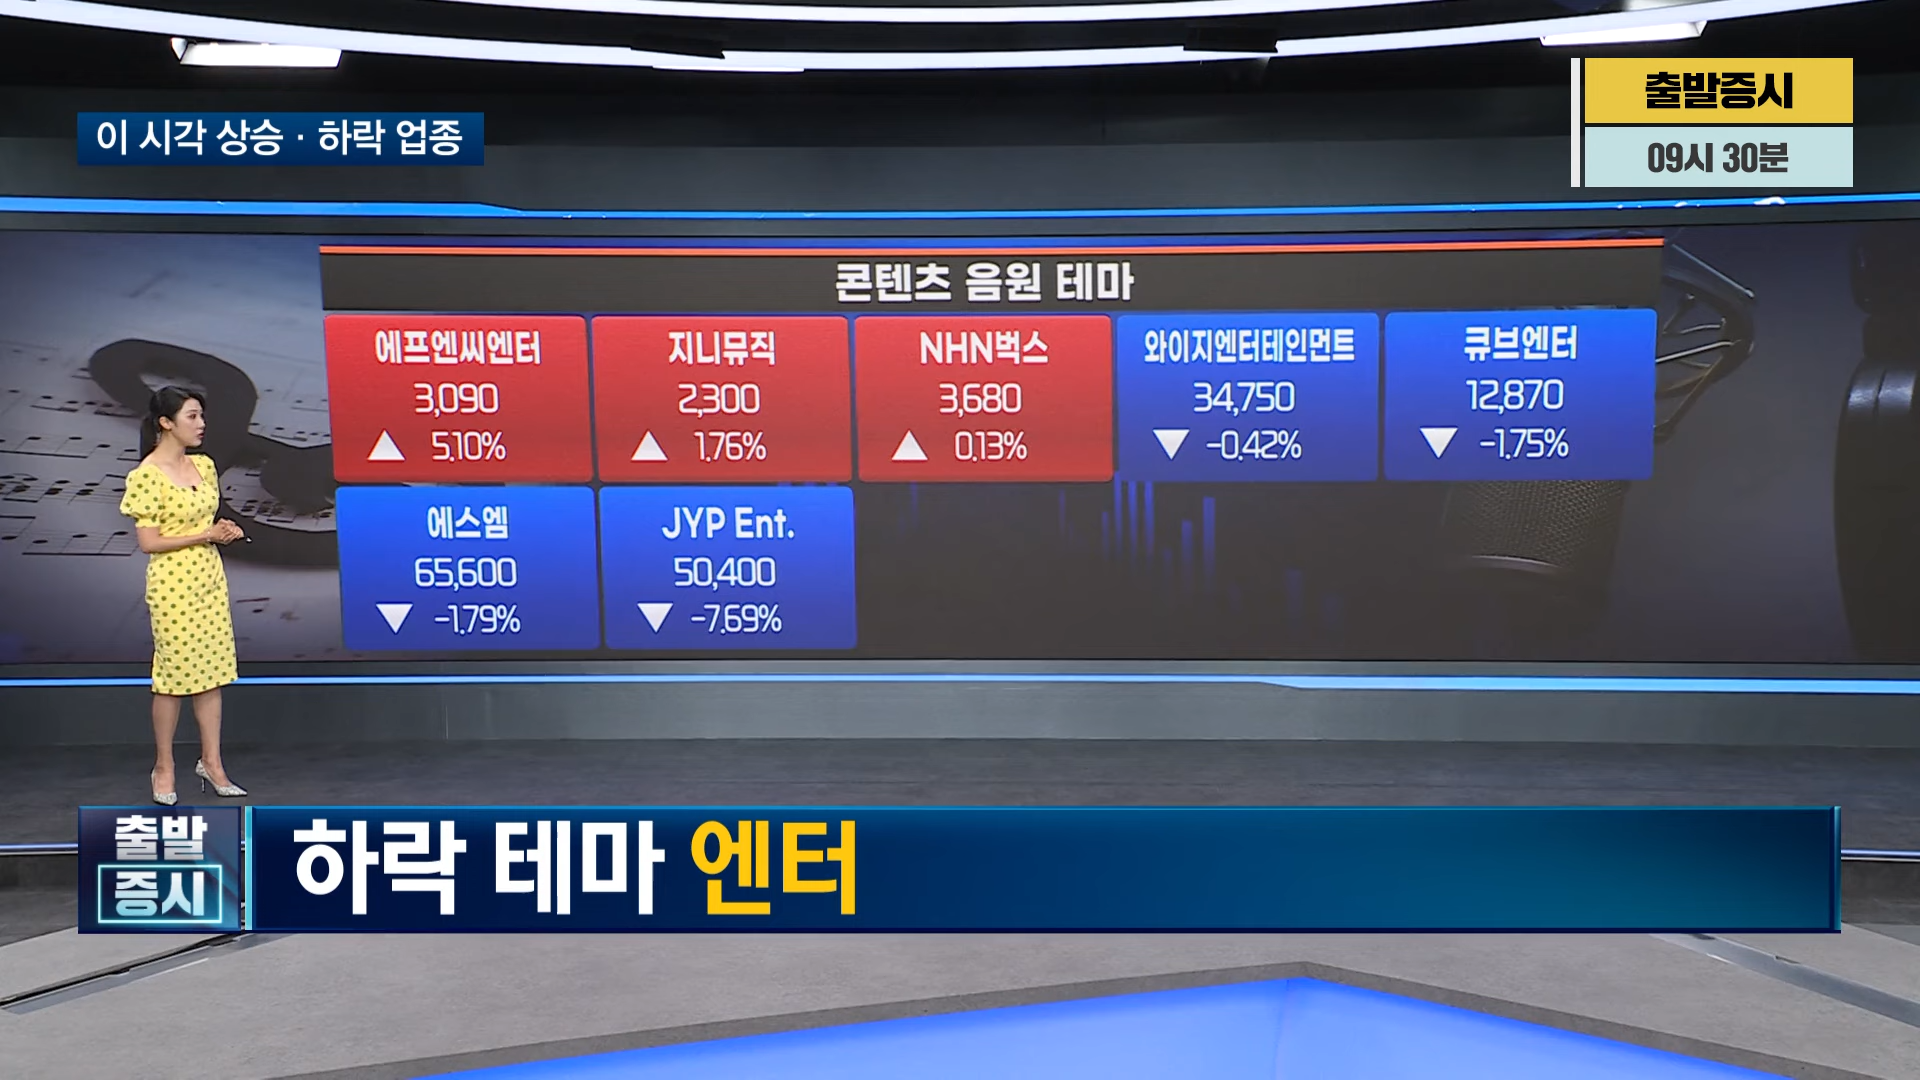 이 시각 상승·하락 업종
출발증시
09시 30분
콘텐츠 음원 테마
에프엔씨엔터
3,090
▲ 5.10%
지니뮤직
2,300
▲ 1.76%
NHN벅스
3,680
▲ 0.13%
와이지엔터테인먼트
34,750
▼ -0.42%
큐브엔터
12,870
▼ -1.75%
에스엠
65,600
▼ -1.79%
JYP Ent.
50,400
▼ -7.69%
출발
증시
하락 테마 엔터